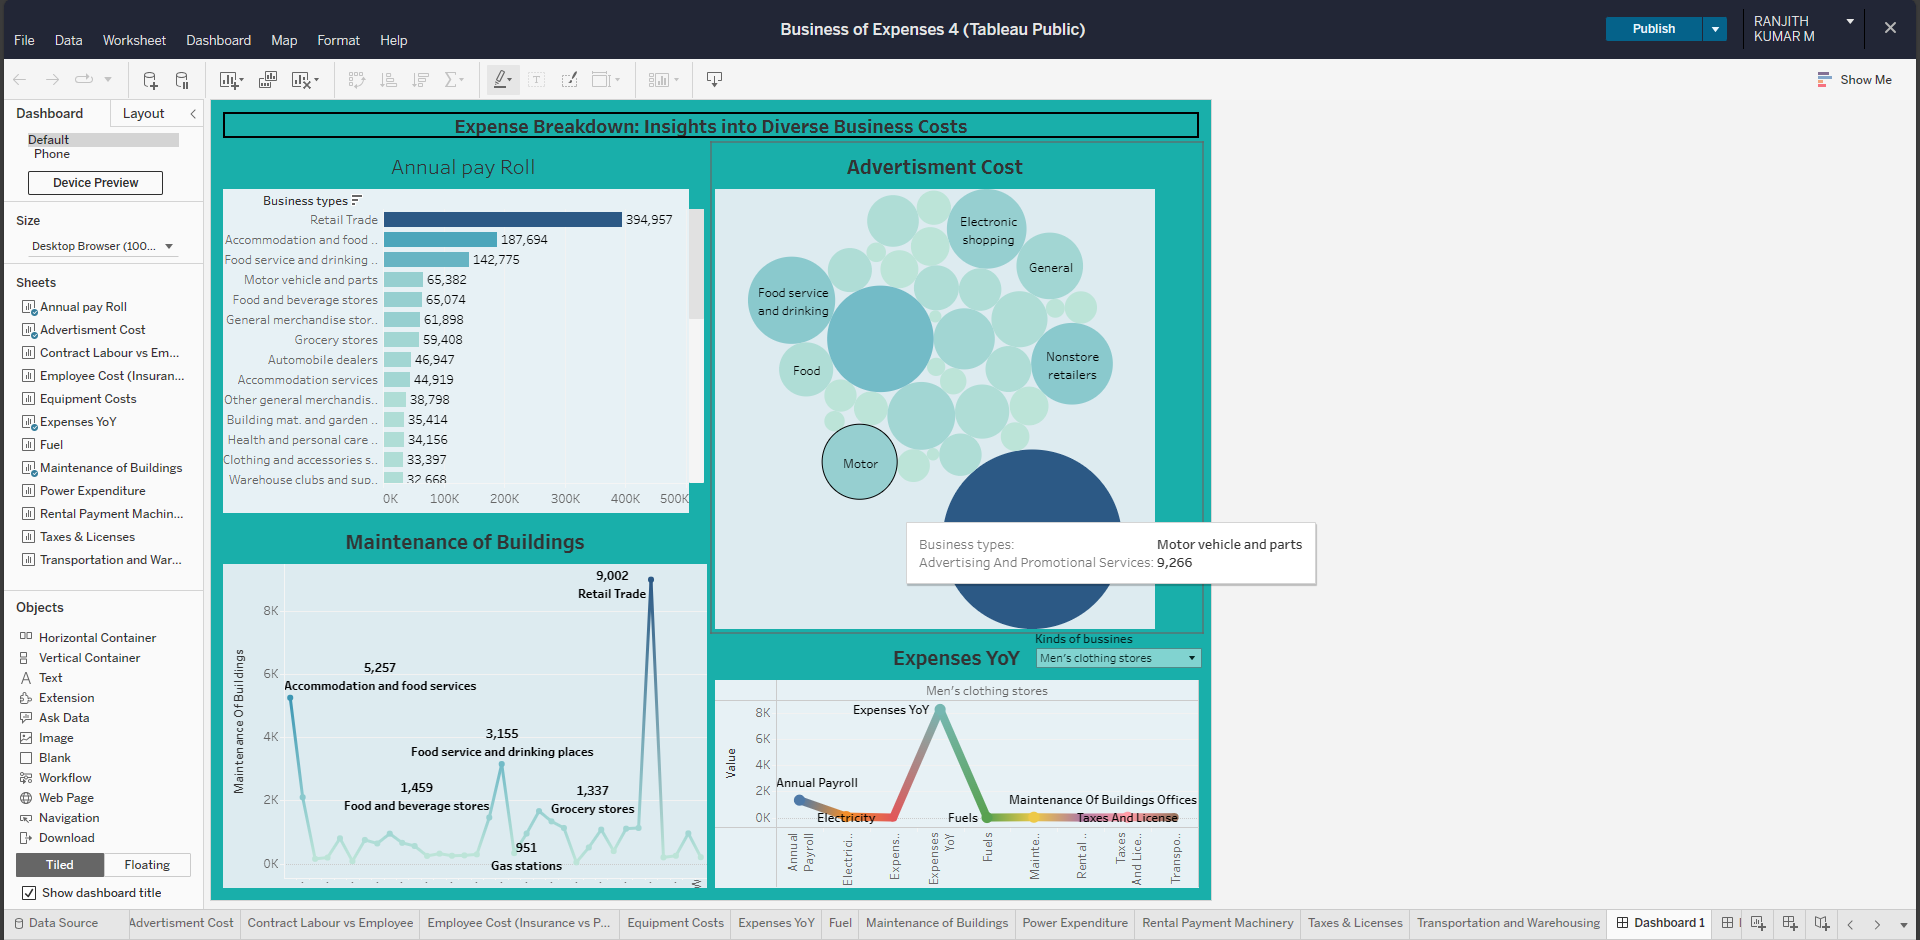 Business of Expenses 4 (Tableau Public)
Publish
RANJITH
KUMAR M
File
Data
Worksheet
Dashboard
Map
Format
Help
Show Me
Dashboard
Layout
Default
Phone
Device Preview
Size
Desktop Browser (100...
Sheets
Annual pay Roll
Advertisment Cost
Contract Labour vs Em...
Employee Cost (Insuran...
Equipment Costs
Expenses YoY
Fuel
Maintenance of Buildings
Power Expenditure
Rental Payment Machin...
Taxes & Licenses
Transportation and War...
Objects
Horizontal Container
Vertical Container
Text
Extension
Ask Data
Image
Blank
Workflow
Web Page
Navigation
Download
Tiled
Floating
Show dashboard title
Expense Breakdown: Insights into Diverse Business Costs
Annual pay Roll
Business types
Retail Trade 394,957
Accommodation and food .. 187,694
Food service and drinking .. 142,775
Motor vehicle and parts 65,382
Food and beverage stores 65,074
General merchandise stor.. 61,898
Grocery stores 59,408
Automobile dealers 46,947
Accommodation services 44,919
Other general merchandis.. 38,798
Building mat. and garden .. 35,414
Health and personal care .. 34,156
Clothing and accessories s.. 33,397
Warehouse clubs and sup.. 32,668
0K 100K 200K 300K 400K 500K
Advertisment Cost
Electronic
shopping
General
Food service
and drinking
Nonstore
retailers
Food
Motor
Business types: Motor vehicle and parts
Advertising And Promotional Services: 9,266
Maintenance of Buildings
Maintenance Of Buildings
8K
6K
4K
2K
0K
9,002
Retail Trade
5,257
Accommodation and food services
3,155
Food service and drinking places
1,459
Food and beverage stores
1,337
Grocery stores
951
Gas stations
Expenses YoY
Kinds of bussines
Men's clothing stores
Men's clothing stores
Value
8K
6K
4K
2K
0K
Expenses YoY
Annual Payroll
Electricity
Fuels
Maintenance Of Buildings Offices
Taxes And License
Annual
Payroll
Electrici..
Expens..
Expenses
YoY
Fuels
Mainte..
Rental ..
Taxes
And Lice..
Transpo..
Data Source
Advertisment Cost
Contract Labour vs Employee
Employee Cost (Insurance vs P...
Equipment Costs
Expenses YoY
Fuel
Maintenance of Buildings
Power Expenditure
Rental Payment Machinery
Taxes & Licenses
Transportation and Warehousing
Dashboard 1